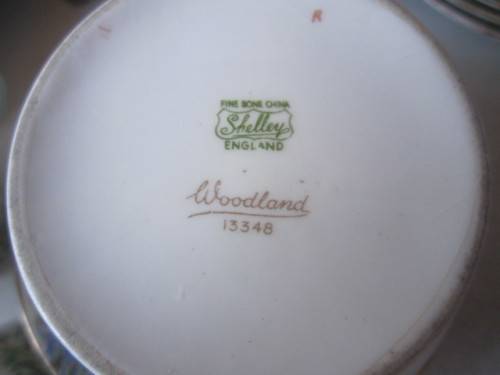 R
FINE BONE CHINA
Shelley
ENGLAND
Woodland
13348